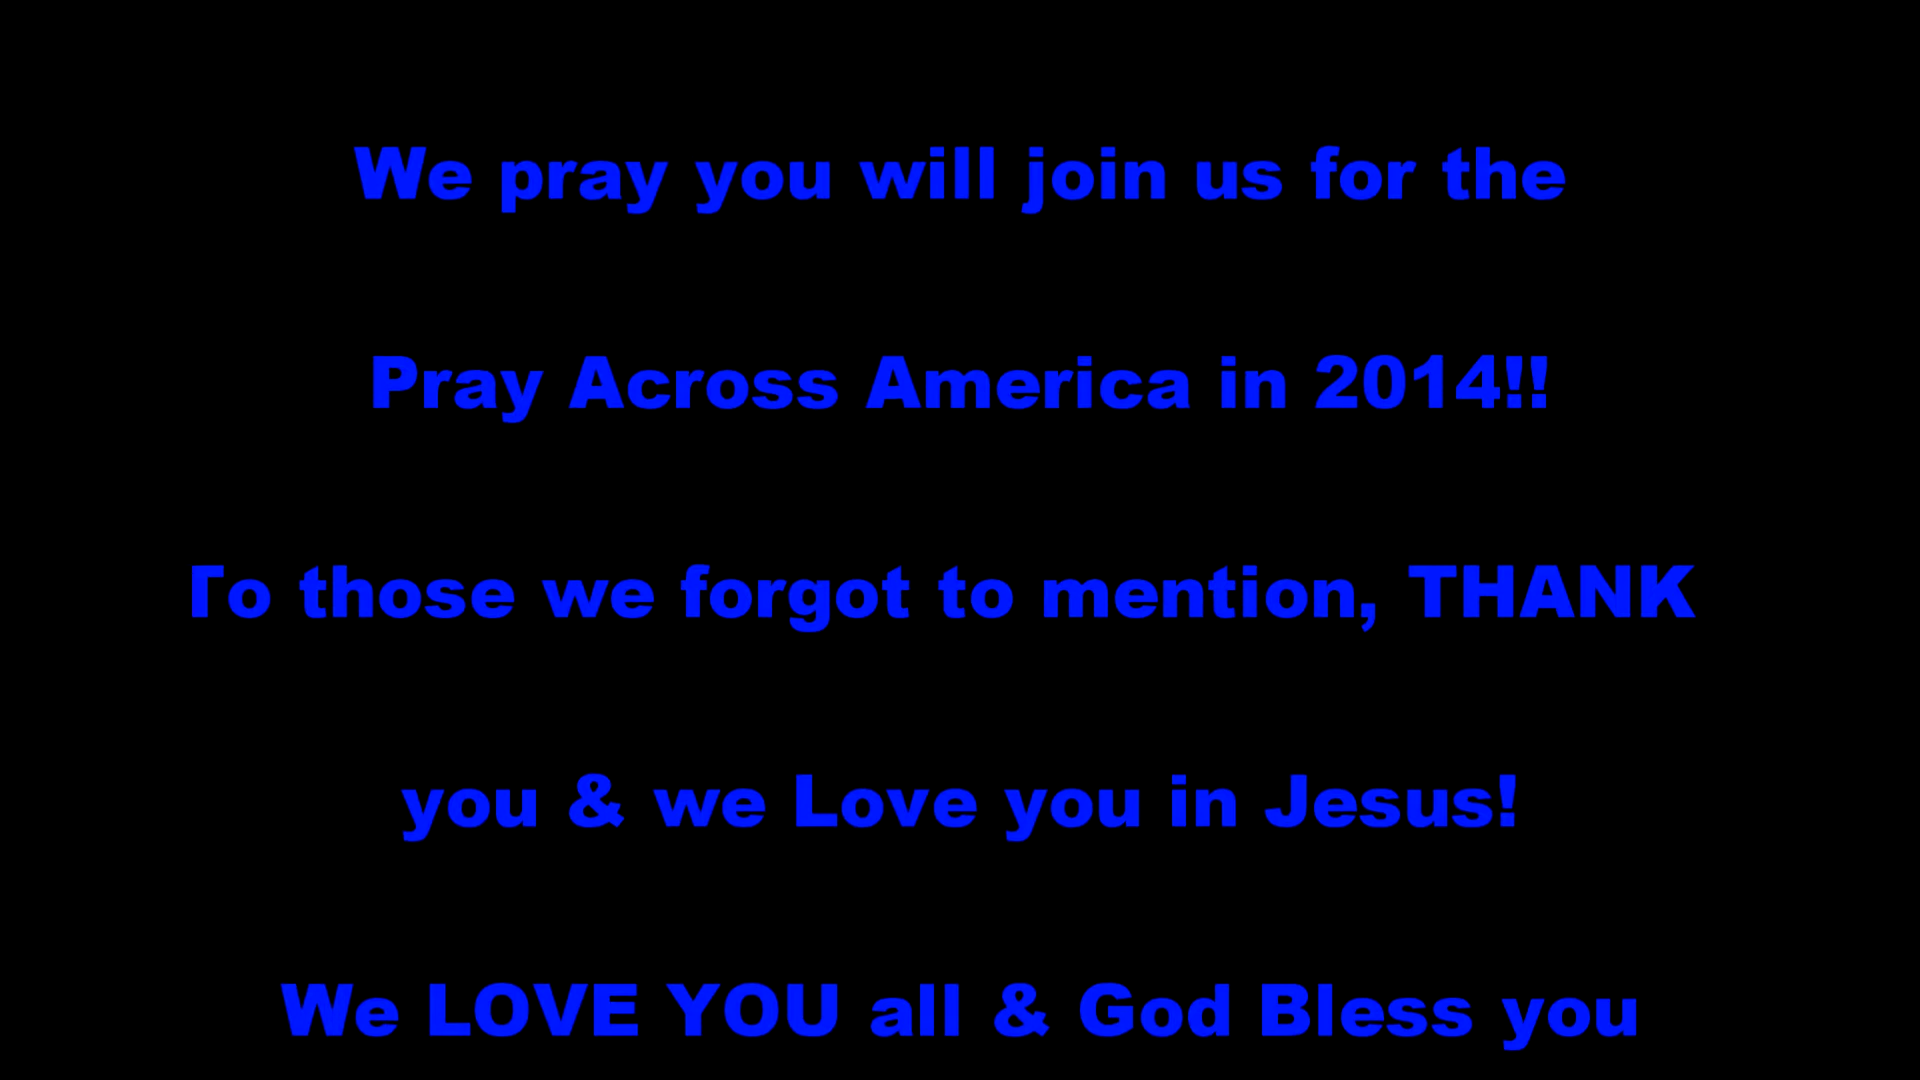 We pray you will join us for the
Pray Across America in 2014!!
To those we forgot to mention, THANK
you & we Love you in Jesus!
We LOVE YOU all & God Bless you